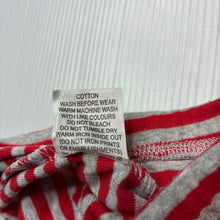 COTTON
WASH BEFORE WEAR
WARM MACHINE WASH
WITH LIKE COLOURS
DO NOT BLEACH
DO NOT TUMBLE DRY
WARM IRON INSIDE OUT
(DO NOT IRON PRINTS
OR EMBELLISHMENTS)